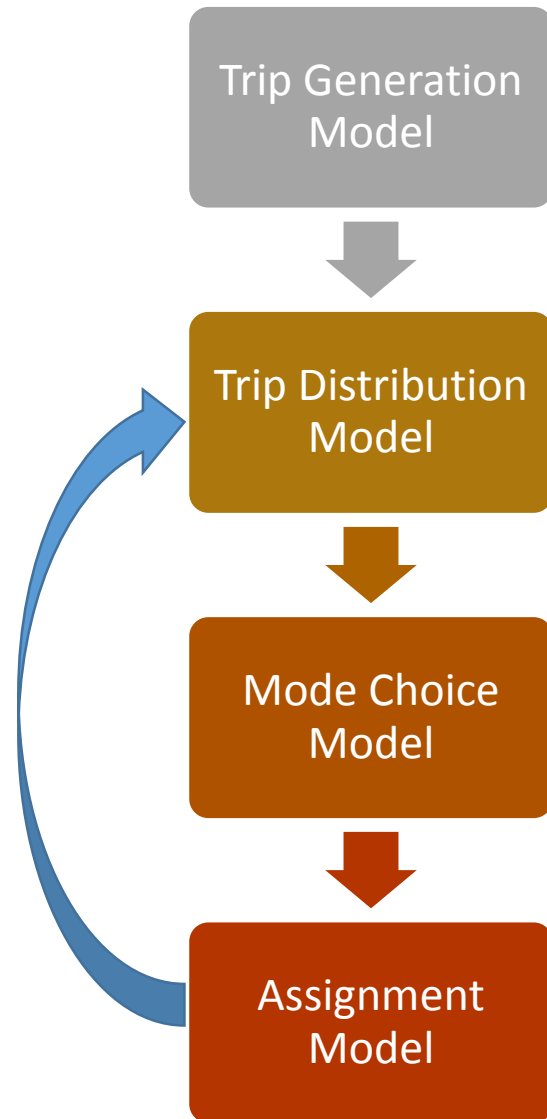 Trip Generation
Model
Trip Distribution
Model
Mode Choice
Model
Assignment
Model